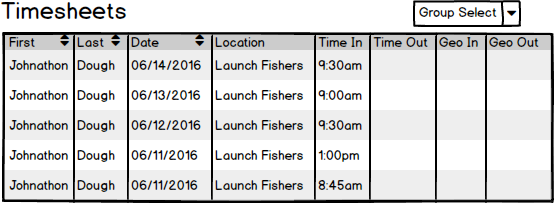 Timesheets
Group Select
First Last Date Location Time In Time Out Geo In Geo Out
Johnathon Dough 06/14/2016 Launch Fishers 9:30am
Johnathon Dough 06/13/2016 Launch Fishers 9:00am
Johnathon Dough 06/12/2016 Launch Fishers 9:30am
Johnathon Dough 06/11/2016 Launch Fishers 1:00pm
Johnathon Dough 06/11/2016 Launch Fishers 8:45am